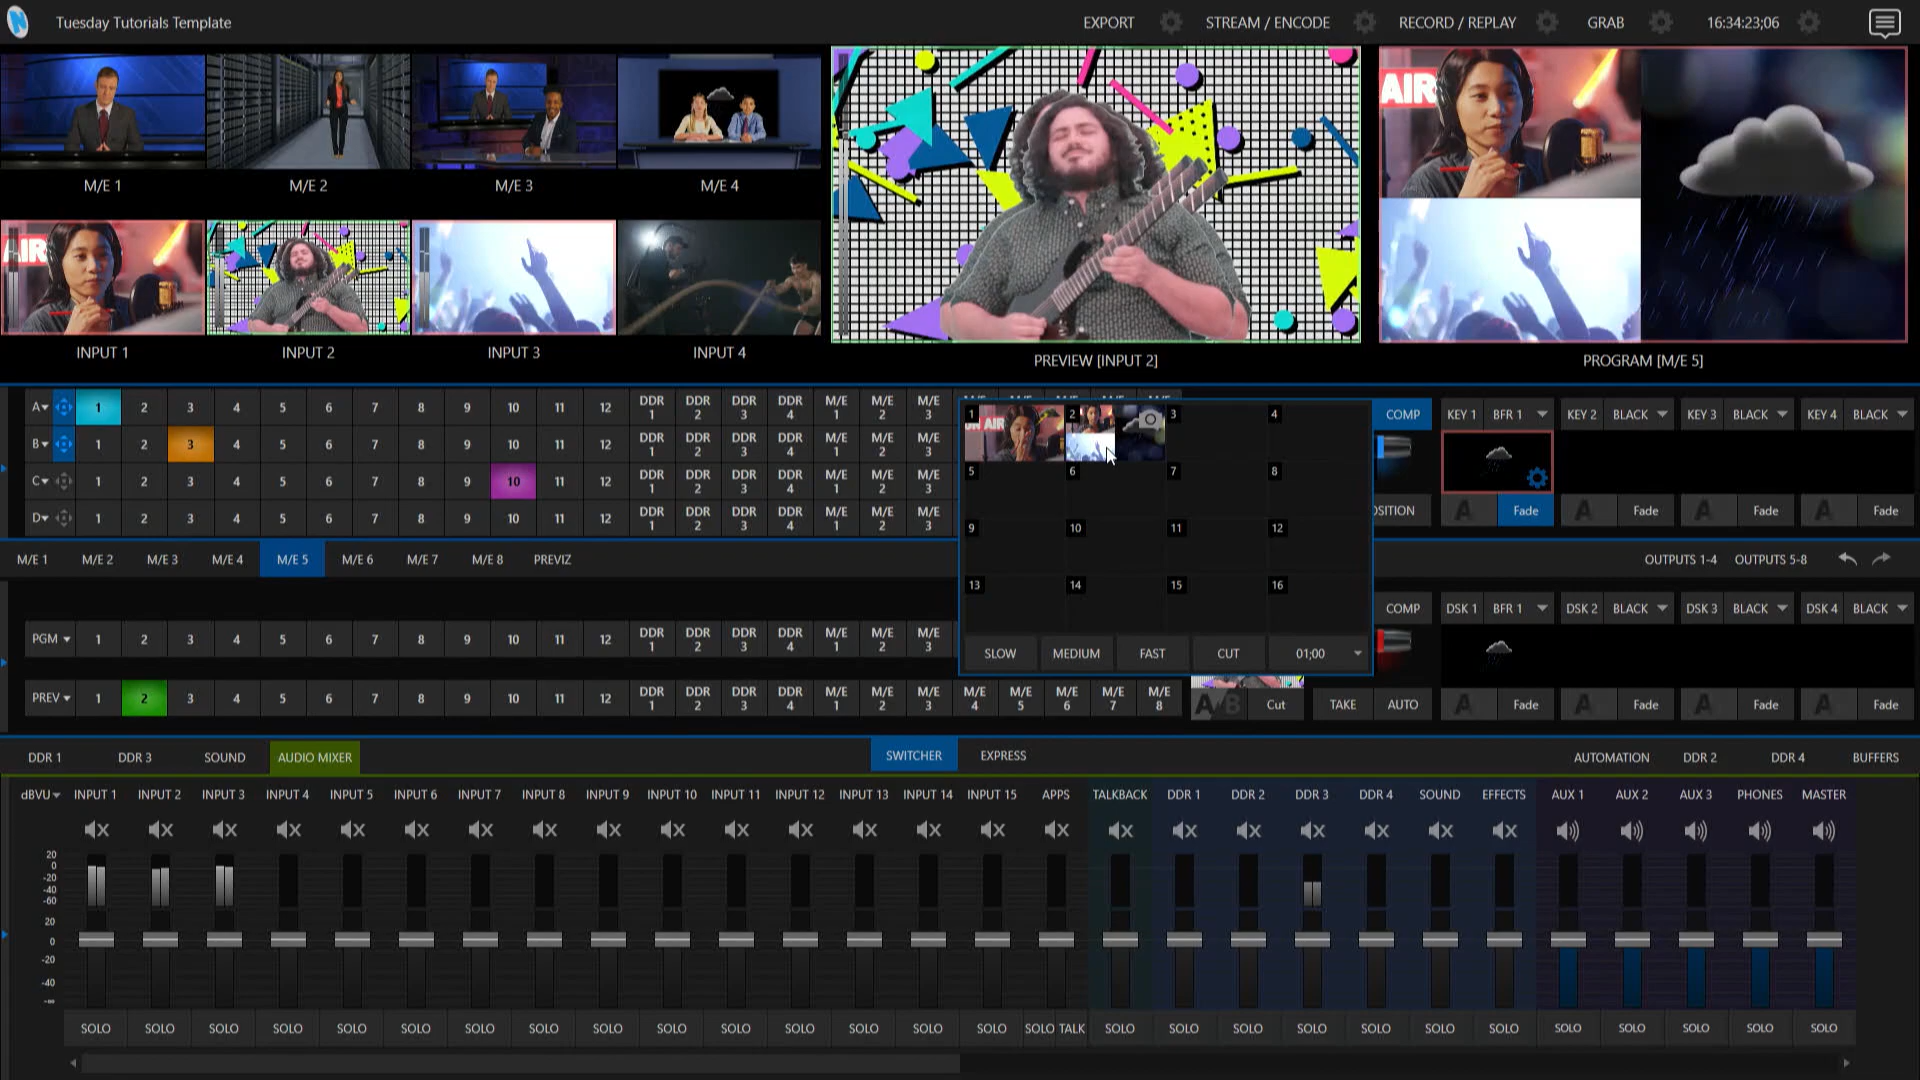 Tuesday Tutorials Template
EXPORT STREAM / ENCODE RECORD / REPLAY GRAB 16:34:23;06
M/E 1 M/E 2 M/E 3 M/E 4
AIR AIR
INPUT 1 INPUT 2 INPUT 3 INPUT 4
PREVIEW [INPUT 2] PROGRAM [M/E 5]
A 1 2 3 4 5 6 7 8 9 10 11 12 DDR 1 DDR 2 DDR 3 DDR 4 M/E 1 M/E 2 M/E 3
B 1 2 3 4 5 6 7 8 9 10 11 12 DDR 1 DDR 2 DDR 3 DDR 4 M/E 1 M/E 2 M/E 3
C 1 2 3 4 5 6 7 8 9 10 11 12 DDR 1 DDR 2 DDR 3 DDR 4 M/E 1 M/E 2 M/E 3
D 1 2 3 4 5 6 7 8 9 10 11 12 DDR 1 DDR 2 DDR 3 DDR 4 M/E 1 M/E 2 M/E 3
1 2 3 4
AIR
5 6 7 8
9 10 11 12
13 14 15 16
SLOW MEDIUM FAST CUT 01;00
COMP KEY 1 BFR 1 KEY 2 BLACK KEY 3 BLACK KEY 4 BLACK
OSITION A Fade A Fade A Fade A Fade
M/E 1 M/E 2 M/E 3 M/E 4 M/E 5 M/E 6 M/E 7 M/E 8 PREVIZ OUTPUTS 1-4 OUTPUTS 5-8
COMP DSK 1 BFR 1 DSK 2 BLACK DSK 3 BLACK DSK 4 BLACK
PGM 1 2 3 4 5 6 7 8 9 10 11 12 DDR 1 DDR 2 DDR 3 DDR 4 M/E 1 M/E 2 M/E 3
PREV 1 2 3 4 5 6 7 8 9 10 11 12 DDR 1 DDR 2 DDR 3 DDR 4 M/E 1 M/E 2 M/E 3 M/E 4 M/E 5 M/E 6 M/E 7 M/E 8 A B Cut TAKE AUTO A Fade A Fade A Fade A Fade
DDR 1 DDR 3 SOUND AUDIO MIXER SWITCHER EXPRESS AUTOMATION DDR 2 DDR 4 BUFFERS
dBVU INPUT 1 INPUT 2 INPUT 3 INPUT 4 INPUT 5 INPUT 6 INPUT 7 INPUT 8 INPUT 9 INPUT 10 INPUT 11 INPUT 12 INPUT 13 INPUT 14 INPUT 15 APPS TALKBACK DDR 1 DDR 2 DDR 3 DDR 4 SOUND EFFECTS AUX 1 AUX 2 AUX 3 PHONES MASTER
20
0
-20
-40
-60
20
0
-20
-40
-∞
SOLO SOLO SOLO SOLO SOLO SOLO SOLO SOLO SOLO SOLO SOLO SOLO SOLO SOLO SOLO SOLO TALK SOLO SOLO SOLO SOLO SOLO SOLO SOLO SOLO SOLO SOLO SOLO SOLO